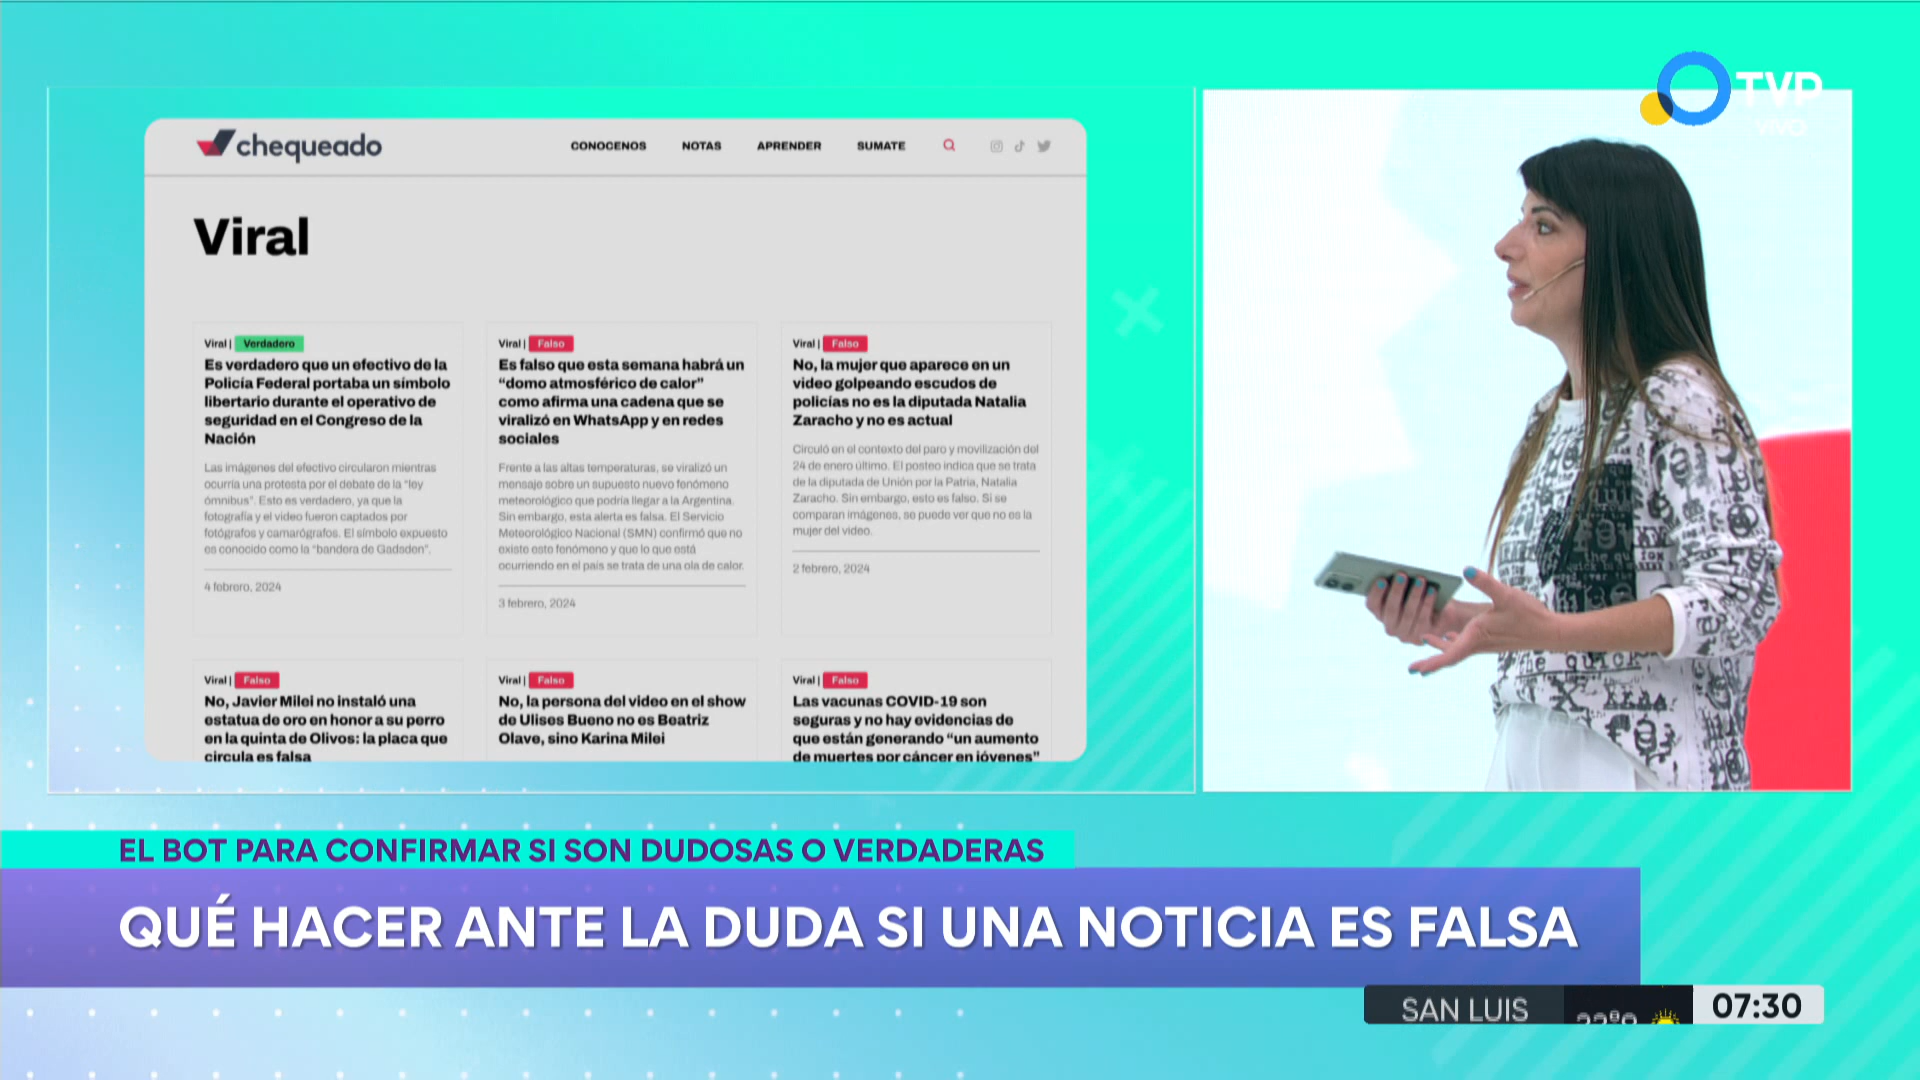 TVP
VIVO
chequeado
CONOCENOS NOTAS APRENDER SUMATE
Viral
Viral | Verdadero
Es verdadero que un efectivo de la
Policía Federal portaba un símbolo
libertario durante el operativo de
seguridad en el Congreso de la
Nación
Las imágenes del efectivo circularon mientras
ocurría una protesta por el debate de la "ley
ómnibus". Esto es verdadero, ya que la
fotografía y el video fueron captados por
fotógrafos y camarógrafos. El símbolo expuesto
es conocido como la "bandera de Gadsden".
4 febrero, 2024
Viral | Falso
Es falso que esta semana habrá un
“domo atmosférico de calor”
como afirma una cadena que se
viralizó en WhatsApp y en redes
sociales
Frente a las altas temperaturas, se viralizó un
mensaje sobre un supuesto nuevo fenómeno
meteorológico que podría llegar a la Argentina.
Sin embargo, esta alerta es falsa. El Servicio
Meteorológico Nacional (SMN) confirmó que no
existe este fenómeno y que lo que está
ocurriendo en el país se trata de una ola de calor.
3 febrero, 2024
Viral | Falso
No, la mujer que aparece en un
video golpeando escudos de
policías no es la diputada Natalia
Zaracho y no es actual
Circuló en el contexto del paro y movilización del
24 de enero último. El posteo indica que se trata
de la diputada de Unión por la Patria, Natalia
Zaracho. Sin embargo, esto es falso. Si se
comparan imágenes, se puede ver que no es la
mujer del video.
2 febrero, 2024
Viral | Falso
No, Javier Milei no instaló una
estatua de oro en honor a su perro
en la quinta de Olivos: la placa que
circula es falsa
Viral | Falso
No, la persona del video en el show
de Ulises Bueno no es Beatriz
Olave, sino Karina Milei
Viral | Falso
Las vacunas COVID-19 son
seguras y no hay evidencias de
que están generando “un aumento
de muertes por cáncer en jóvenes”
the quick
EL BOT PARA CONFIRMAR SI SON DUDOSAS O VERDADERAS
QUÉ HACER ANTE LA DUDA SI UNA NOTICIA ES FALSA
SAN LUIS 07:30